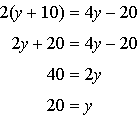 2(y + 10) = 4y − 20
2y + 20 = 4y − 20
40 = 2y
20 = y